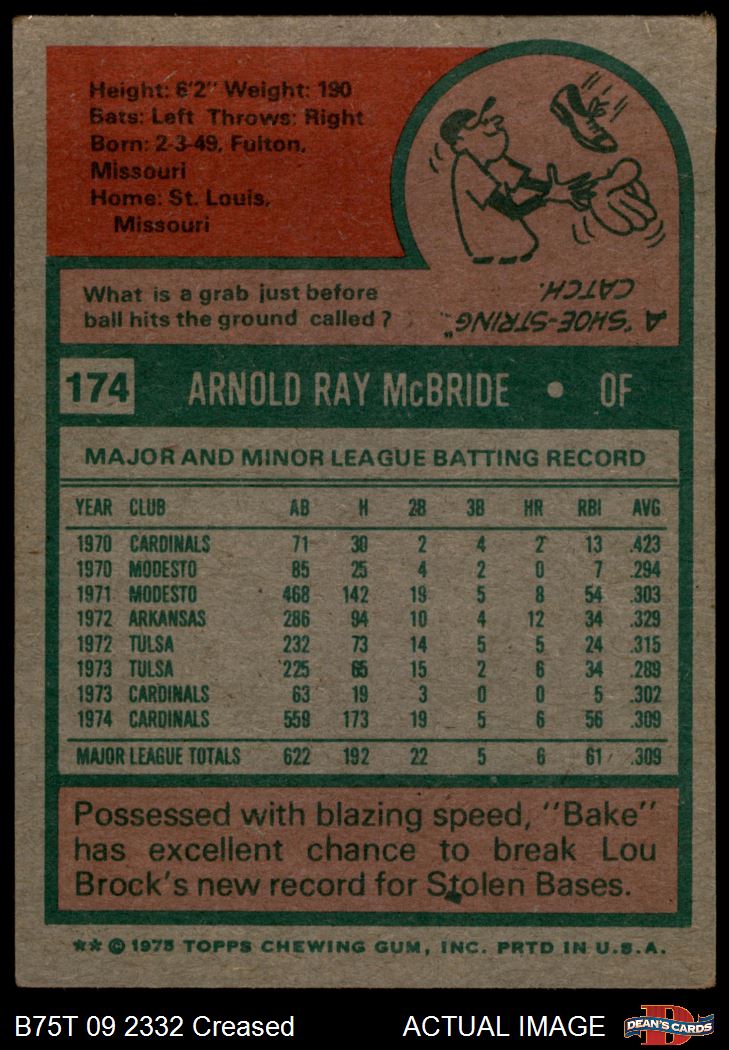 Height: 6'2" Weight: 190
Bats: Left Throws: Right
Born: 2-3-49, Fulton,
Missouri
Home: St. Louis,
Missouri
What is a grab just before
ball hits the ground called?
A "SHOE-STRING"
CATCH.
174 ARNOLD RAY McBRIDE • OF
MAJOR AND MINOR LEAGUE BATTING RECORD
YEAR CLUB AB H 2B 3B HR RBI AVG
1970 CARDINALS 71 30 2 4 2 13 .423
1970 MODESTO 85 25 4 2 0 7 .294
1971 MODESTO 468 142 19 5 8 54 .303
1972 ARKANSAS 286 94 10 4 12 34 .329
1972 TULSA 232 73 14 5 5 24 .315
1973 TULSA 225 65 15 2 6 34 .289
1973 CARDINALS 63 19 3 0 0 5 .302
1974 CARDINALS 559 173 19 5 6 56 .309
MAJOR LEAGUE TOTALS 622 192 22 5 6 61 .309
Possessed with blazing speed, "Bake"
has excellent chance to break Lou
Brock's new record for Stolen Bases.
** © 1975 TOPPS CHEWING GUM, INC. PRTD IN U.S.A.
B75T 09 2332 Creased ACTUAL IMAGE
DEAN'S CARDS